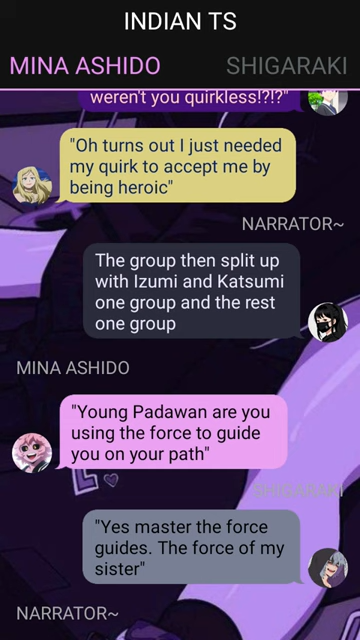 INDIAN TS
MINA ASHIDO
SHIGARAKI
weren't you quirkless!?!?"
"Oh turns out I just needed
my quirk to accept me by
being heroic"
NARRATOR~
The group then split up
with Izumi and Katsumi
one group and the rest
one group
MINA ASHIDO
"Young Padawan are you
using the force to guide
you on your path"
SHIGARAKI
"Yes master the force
guides. The force of my
sister"
NARRATOR~